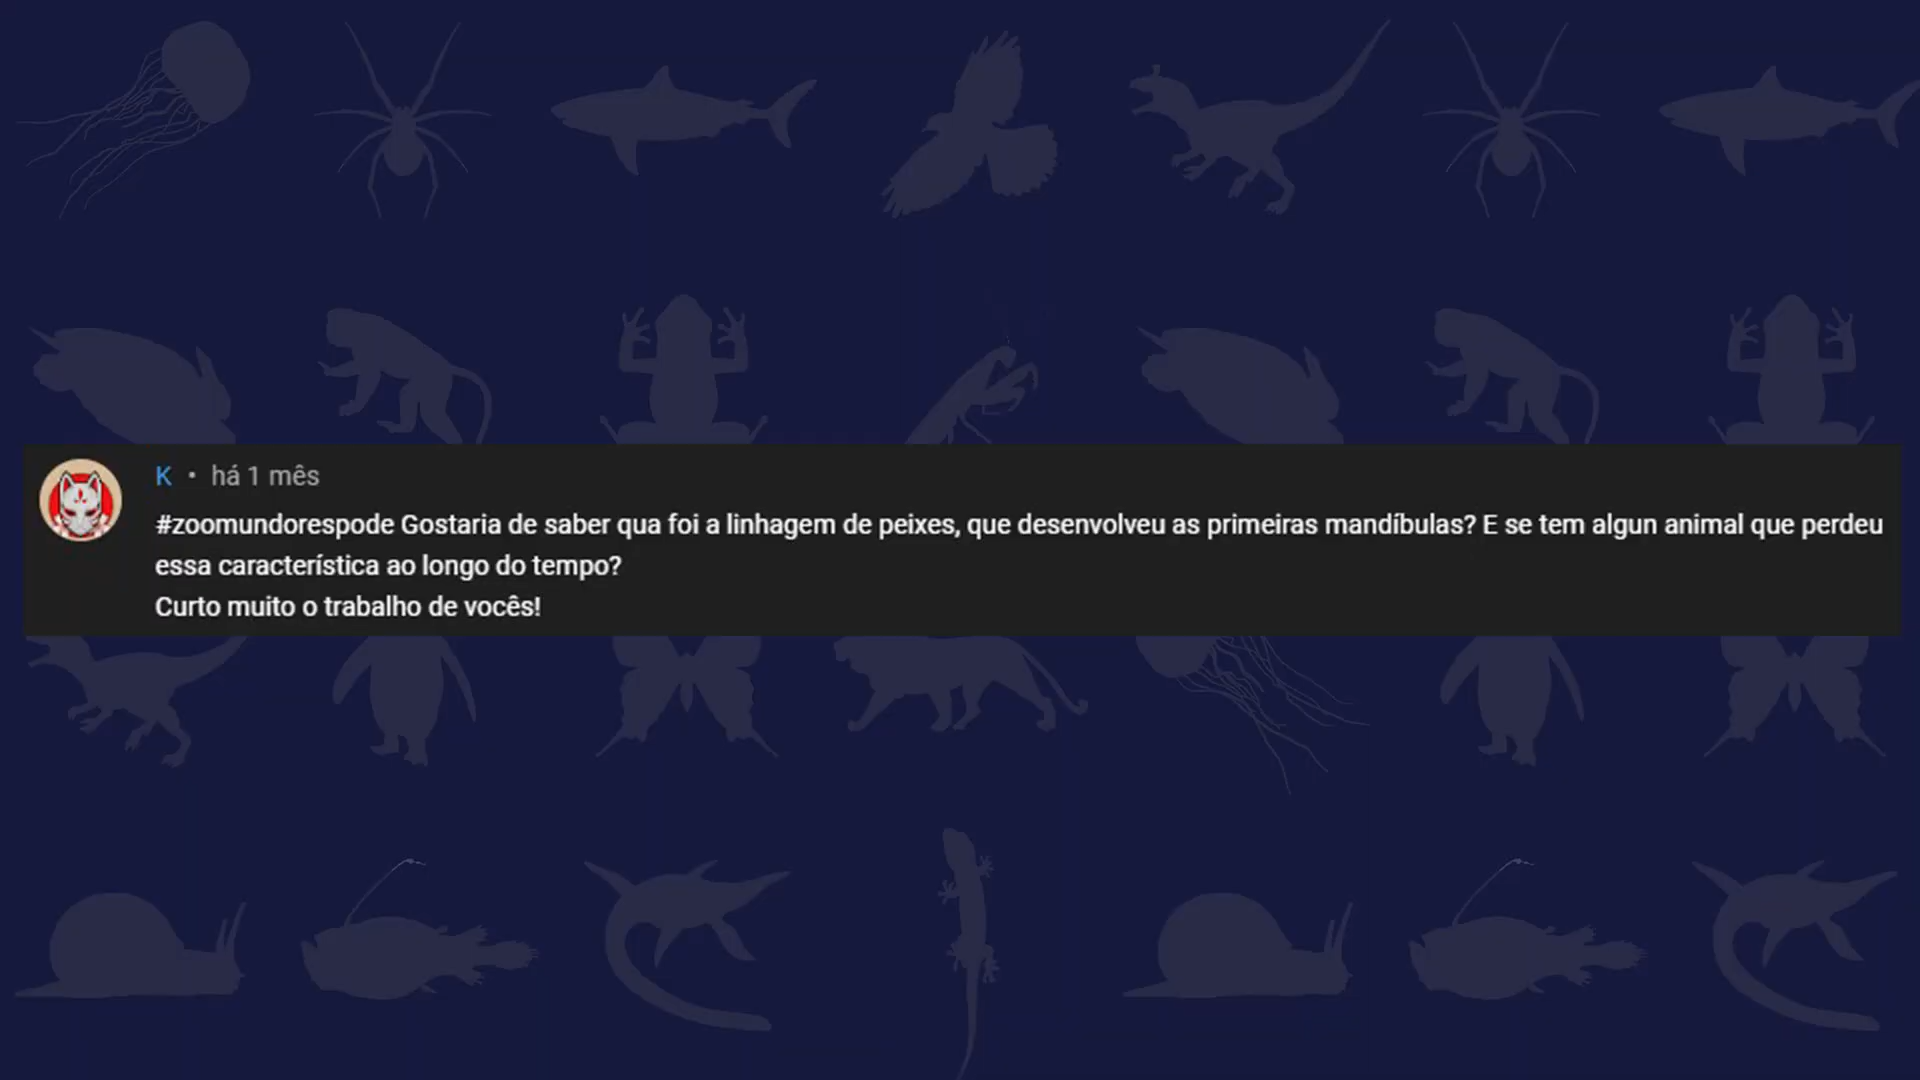 K • há 1 mês
#zoomundorespode Gostaria de saber qua foi a linhagem de peixes, que desenvolveu as primeiras mandíbulas? E se tem algun animal que perdeu
essa característica ao longo do tempo?
Curto muito o trabalho de vocês!